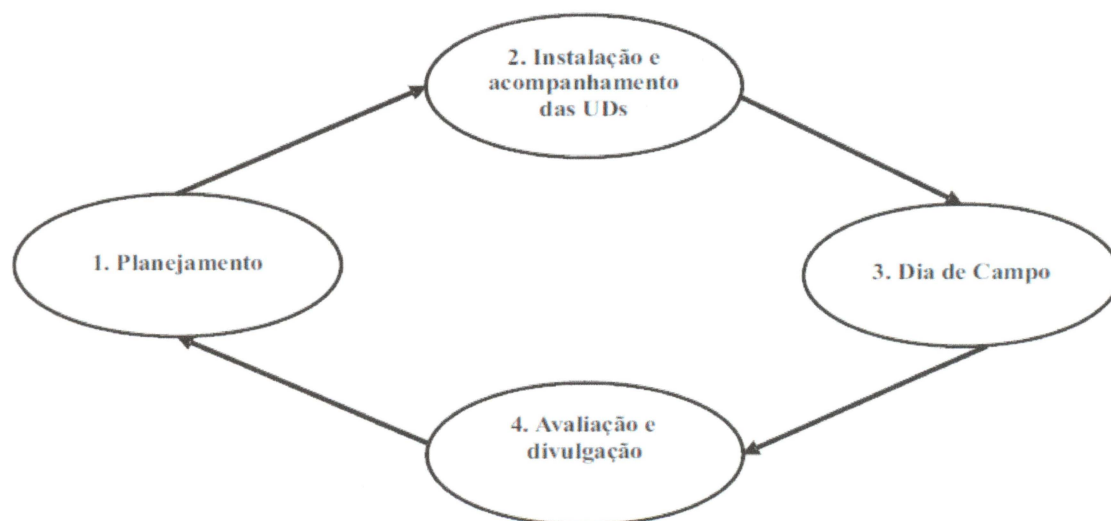 2. Instalação e
acompanhamento
das UDs
1. Planejamento
3. Dia de Campo
4. Avaliação e
divulgação